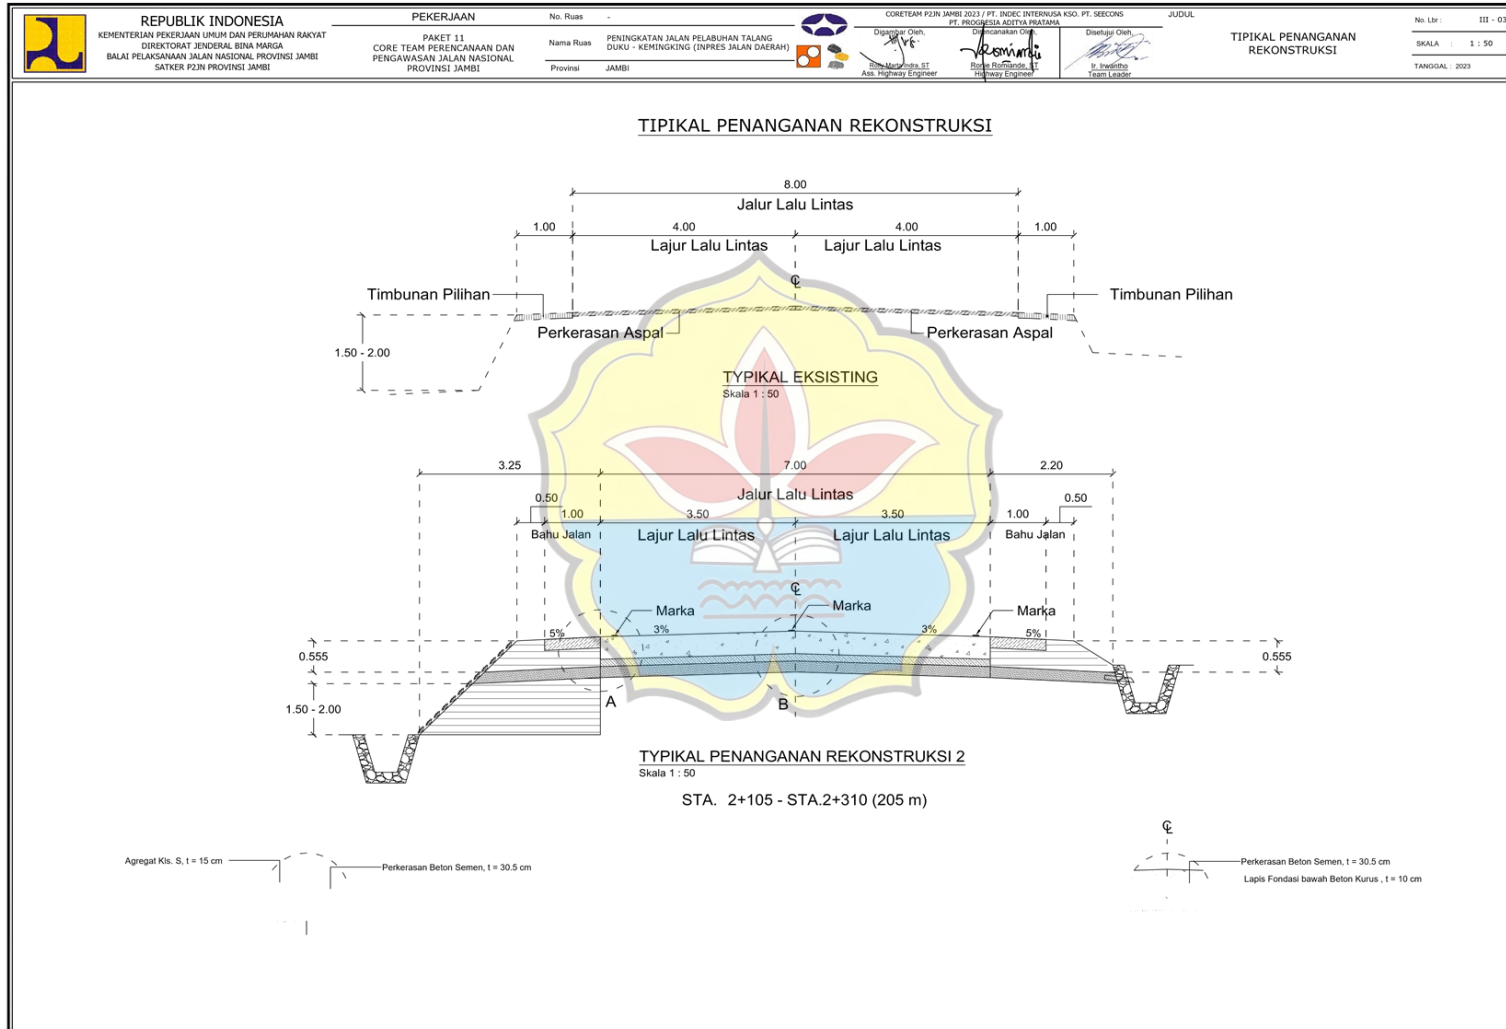 REPUBLIK INDONESIA
KEMENTERIAN PEKERJAAN UMUM DAN PERUMAHAN RAKYAT
DIREKTORAT JENDERAL BINA MARGA
BALAI PELAKSANAAN JALAN NASIONAL PROVINSI JAMBI
SATKER P2JN PROVINSI JAMBI
PEKERJAAN
PAKET 11
CORE TEAM PERENCANAAN DAN
PENGAWASAN JALAN NASIONAL
PROVINSI JAMBI
No. Ruas -
Nama Ruas PENINGKATAN JALAN PELABUHAN TALANG
DUKU - KEMINGKING (INPRES JALAN DAERAH)
Provinsi JAMBI
CORETEAM P2JN JAMBI 2023 / PT. INDEC INTERNUSA KSO. PT. SEECONS
PT. PROGRESIA ADITYA PRATAMA
Digambar Oleh,
Ass. Highway Engineer
Direncanakan Oleh,
Highway Engineer
Disetujui Oleh,
Ir. Irwantho
Team Leader
JUDUL
TIPIKAL PENANGANAN
REKONSTRUKSI
No. Lbr : III - 03
SKALA : 1 : 50
TANGGAL : 2023
TIPIKAL PENANGANAN REKONSTRUKSI
8.00
Jalur Lalu Lintas
1.00 4.00 4.00 1.00
Lajur Lalu Lintas Lajur Lalu Lintas
℄
Timbunan Pilihan Timbunan Pilihan
Perkerasan Aspal Perkerasan Aspal
1.50 - 2.00
TYPIKAL EKSISTING
Skala 1 : 50
3.25 7.00 2.20
Jalur Lalu Lintas
0.50 0.50
1.00 3.50 3.50 1.00
Bahu Jalan Lajur Lalu Lintas Lajur Lalu Lintas Bahu Jalan
℄
Marka Marka Marka
5% 3% 3% 5%
0.555 0.555
A B
1.50 - 2.00
TYPIKAL PENANGANAN REKONSTRUKSI 2
Skala 1 : 50
STA. 2+105 - STA.2+310 (205 m)
℄
Agregat Kls. S, t = 15 cm
Perkerasan Beton Semen, t = 30.5 cm
Perkerasan Beton Semen, t = 30.5 cm
Lapis Fondasi bawah Beton Kurus , t = 10 cm